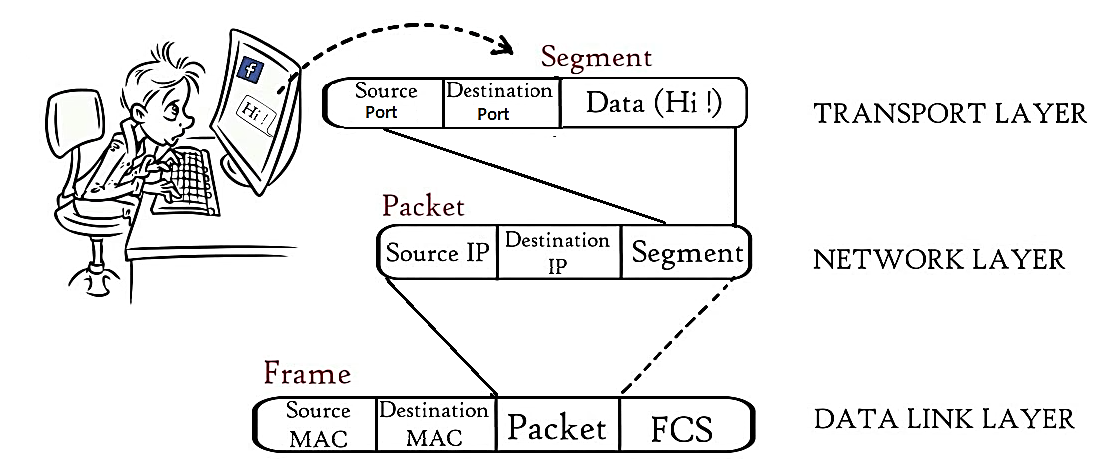 f
Hi !
Segment
Source Port
Destination Port
Data (Hi !)
TRANSPORT LAYER
Packet
Source IP
Destination IP
Segment
NETWORK LAYER
Frame
Source MAC
Destination MAC
Packet
FCS
DATA LINK LAYER